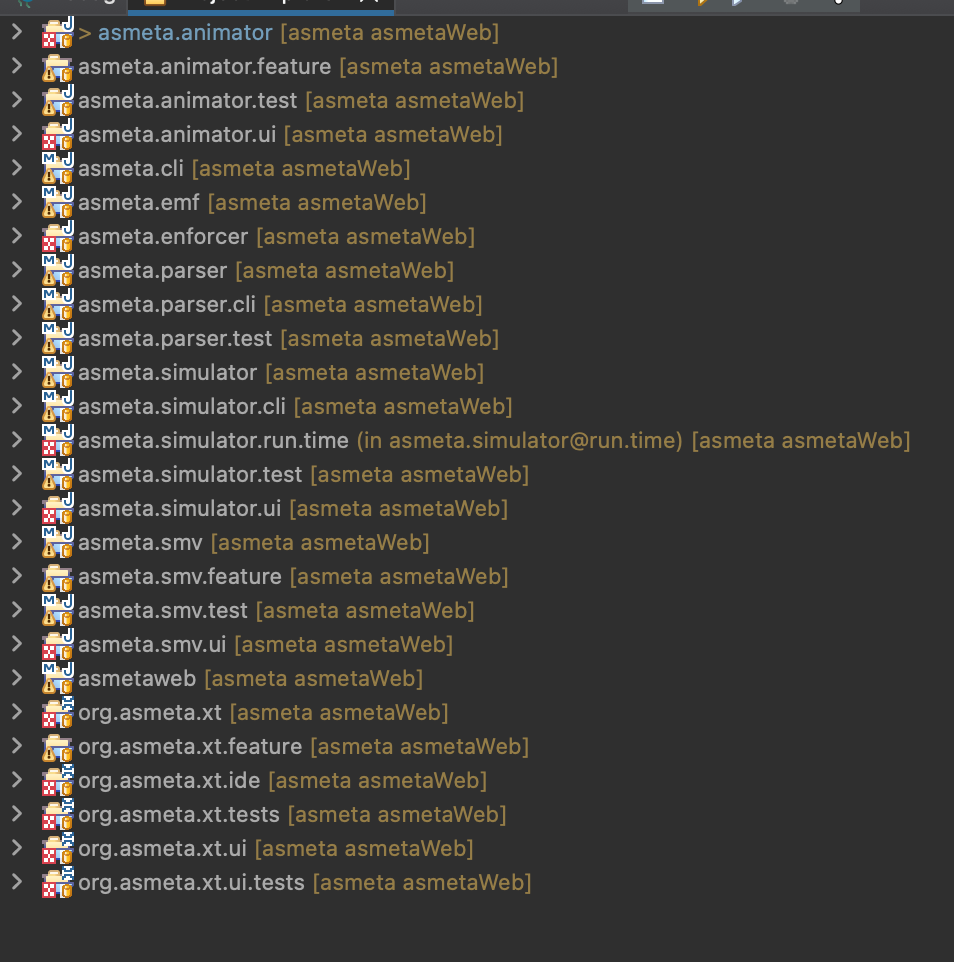 > asmeta.animator [asmeta asmetaWeb]
asmeta.animator.feature [asmeta asmetaWeb]
asmeta.animator.test [asmeta asmetaWeb]
asmeta.animator.ui [asmeta asmetaWeb]
asmeta.cli [asmeta asmetaWeb]
asmeta.emf [asmeta asmetaWeb]
asmeta.enforcer [asmeta asmetaWeb]
asmeta.parser [asmeta asmetaWeb]
asmeta.parser.cli [asmeta asmetaWeb]
asmeta.parser.test [asmeta asmetaWeb]
asmeta.simulator [asmeta asmetaWeb]
asmeta.simulator.cli [asmeta asmetaWeb]
asmeta.simulator.run.time (in asmeta.simulator@run.time) [asmeta asmetaWeb]
asmeta.simulator.test [asmeta asmetaWeb]
asmeta.simulator.ui [asmeta asmetaWeb]
asmeta.smv [asmeta asmetaWeb]
asmeta.smv.feature [asmeta asmetaWeb]
asmeta.smv.test [asmeta asmetaWeb]
asmeta.smv.ui [asmeta asmetaWeb]
asmetaweb [asmeta asmetaWeb]
org.asmeta.xt [asmeta asmetaWeb]
org.asmeta.xt.feature [asmeta asmetaWeb]
org.asmeta.xt.ide [asmeta asmetaWeb]
org.asmeta.xt.tests [asmeta asmetaWeb]
org.asmeta.xt.ui [asmeta asmetaWeb]
org.asmeta.xt.ui.tests [asmeta asmetaWeb]